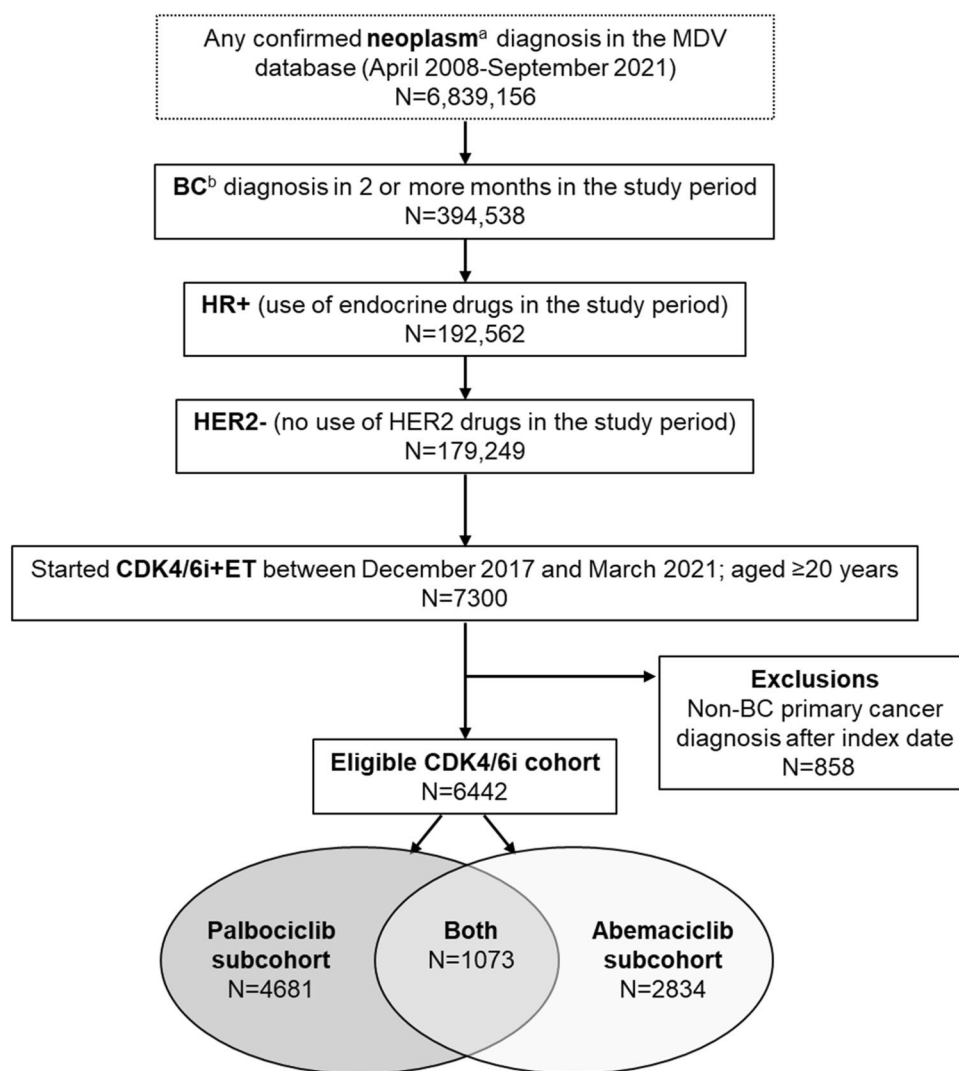 Any confirmed neoplasmᵃ diagnosis in the MDV
database (April 2008-September 2021)
N=6,839,156
BCᵇ diagnosis in 2 or more months in the study period
N=394,538
HR+ (use of endocrine drugs in the study period)
N=192,562
HER2- (no use of HER2 drugs in the study period)
N=179,249
Started CDK4/6i+ET between December 2017 and March 2021; aged ≥20 years
N=7300
Exclusions
Non-BC primary cancer
diagnosis after index date
N=858
Eligible CDK4/6i cohort
N=6442
Palbociclib
subcohort
N=4681
Both
N=1073
Abemaciclib
subcohort
N=2834